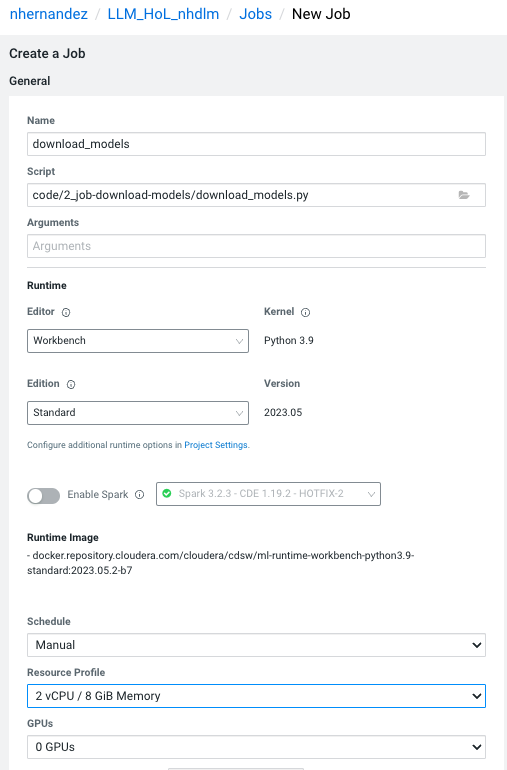 nhernandez / LLM_HoL_nhdlm / Jobs / New Job
Create a Job
General
Name
download_models
Script
code/2_job-download-models/download_models.py
Arguments
Arguments
Runtime
Editor
Kernel
Workbench
Python 3.9
Edition
Version
Standard
2023.05
Configure additional runtime options in Project Settings.
Enable Spark
Spark 3.2.3 - CDE 1.19.2 - HOTFIX-2
Runtime Image
- docker.repository.cloudera.com/cloudera/cdsw/ml-runtime-workbench-python3.9-
standard:2023.05.2-b7
Schedule
Manual
Resource Profile
2 vCPU / 8 GiB Memory
GPUs
0 GPUs